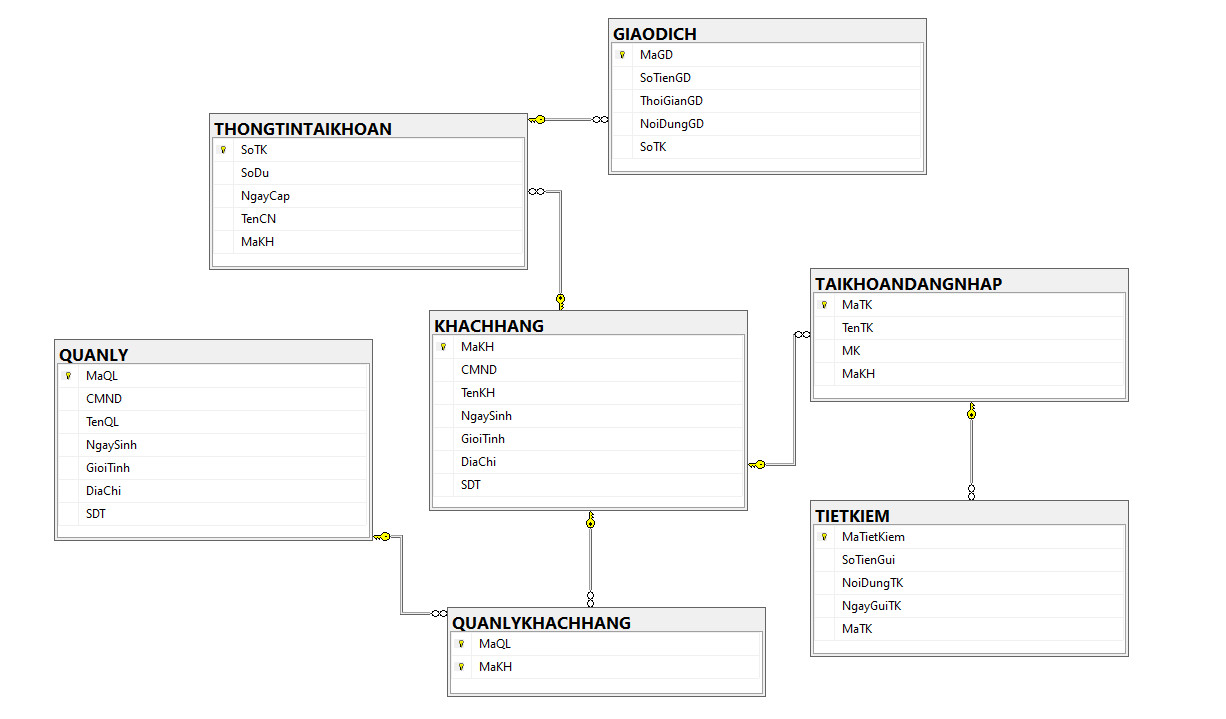 GIAODICH
MaGD
SoTienGD
ThoiGianGD
NoiDungGD
SoTK
THONGTINTAIKHOAN
SoTK
SoDu
NgayCap
TenCN
MaKH
TAIKHOANDANGNHAP
MaTK
TenTK
MK
MaKH
KHACHHANG
MaKH
CMND
TenKH
NgaySinh
GioiTinh
DiaChi
SDT
QUANLY
MaQL
CMND
TenQL
NgaySinh
GioiTinh
DiaChi
SDT
TIETKIEM
MaTietKiem
SoTienGui
NoiDungTK
NgayGuiTK
MaTK
QUANLYKHACHHANG
MaQL
MaKH